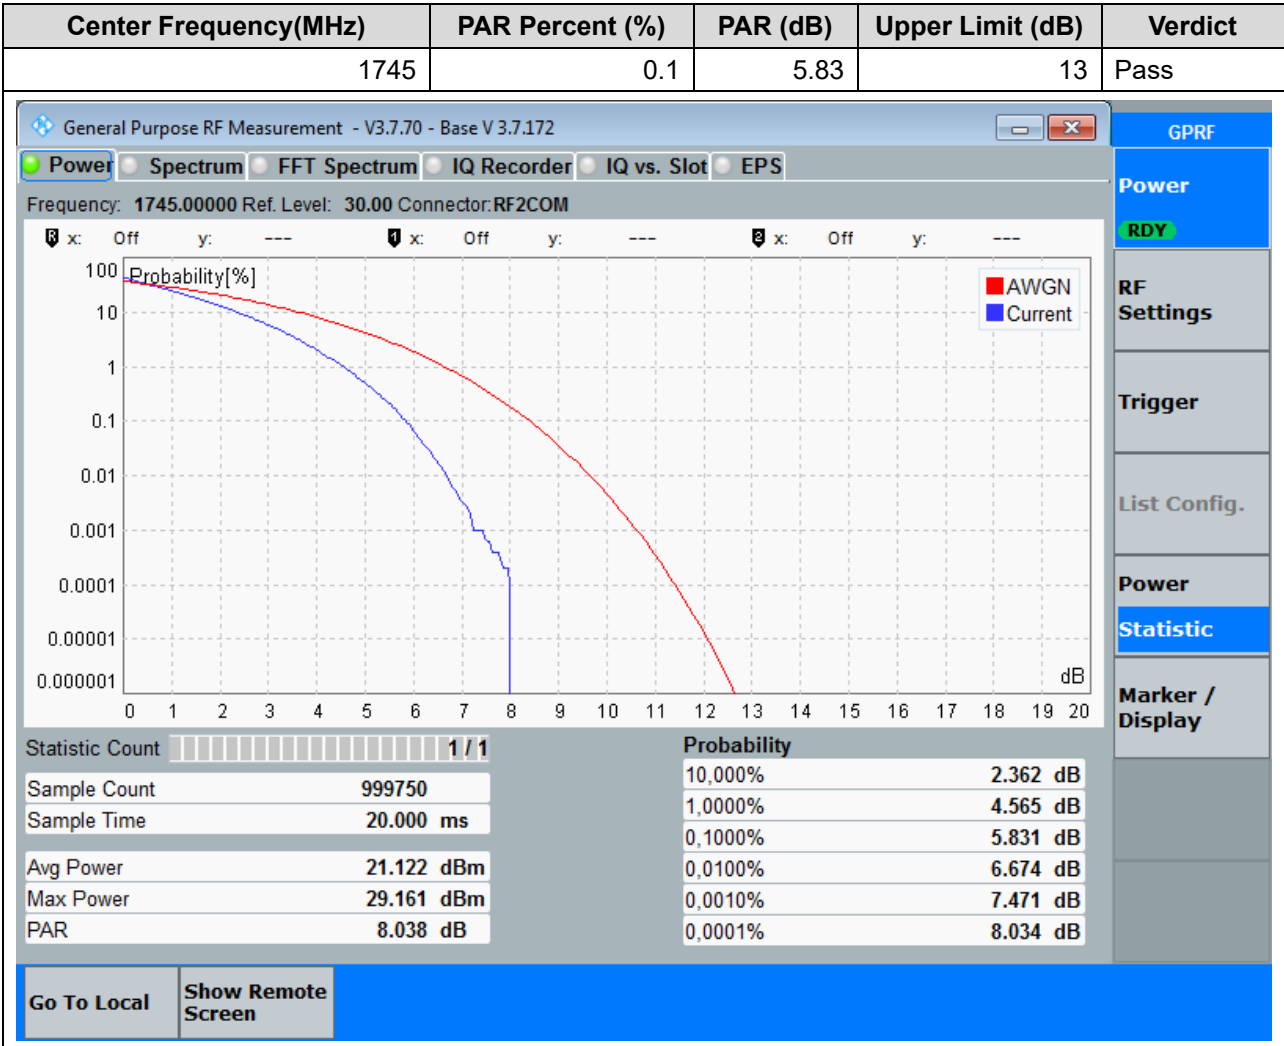 Center Frequency(MHz) PAR Percent (%) PAR (dB) Upper Limit (dB) Verdict
1745 0.1 5.83 13 Pass
General Purpose RF Measurement - V3.7.70 - Base V 3.7.172
GPRF
Power Spectrum FFT Spectrum IQ Recorder IQ vs. Slot EPS
Power
RDY
Frequency: 1745.00000 Ref. Level: 30.00 Connector:RF2COM
R x: Off y: --- 1 x: Off y: --- 2 x: Off y: ---
Probability[%]
AWGN
Current
100
10
1
0.1
0.01
0.001
0.0001
0.00001
0.000001
dB
0 1 2 3 4 5 6 7 8 9 10 11 12 13 14 15 16 17 18 19 20
RF
Settings
Trigger
List Config.
Power
Statistic
Marker /
Display
Statistic Count 1 / 1
Sample Count 999750
Sample Time 20.000 ms
Avg Power 21.122 dBm
Max Power 29.161 dBm
PAR 8.038 dB
Probability
10,000% 2.362 dB
1,0000% 4.565 dB
0,1000% 5.831 dB
0,0100% 6.674 dB
0,0010% 7.471 dB
0,0001% 8.034 dB
Go To Local
Show Remote
Screen